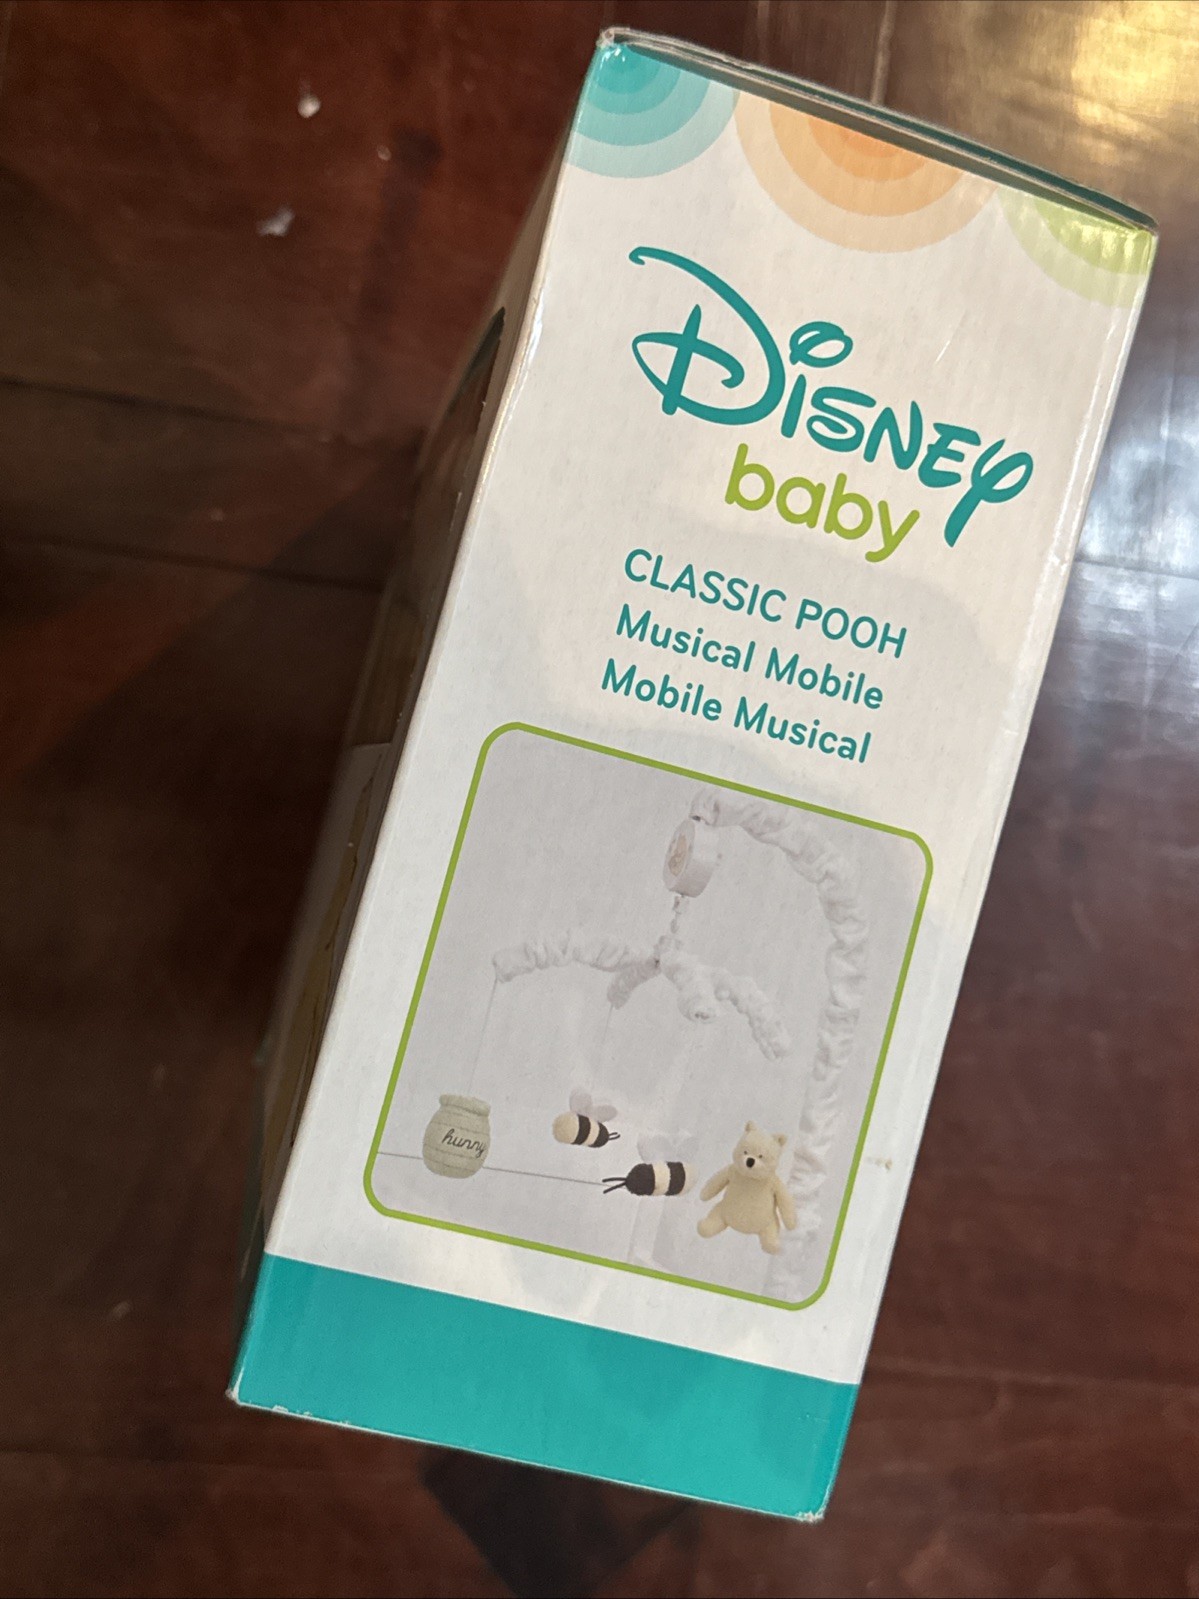 Disney
baby
CLASSIC POOH
Musical Mobile
Mobile Musical
hunny